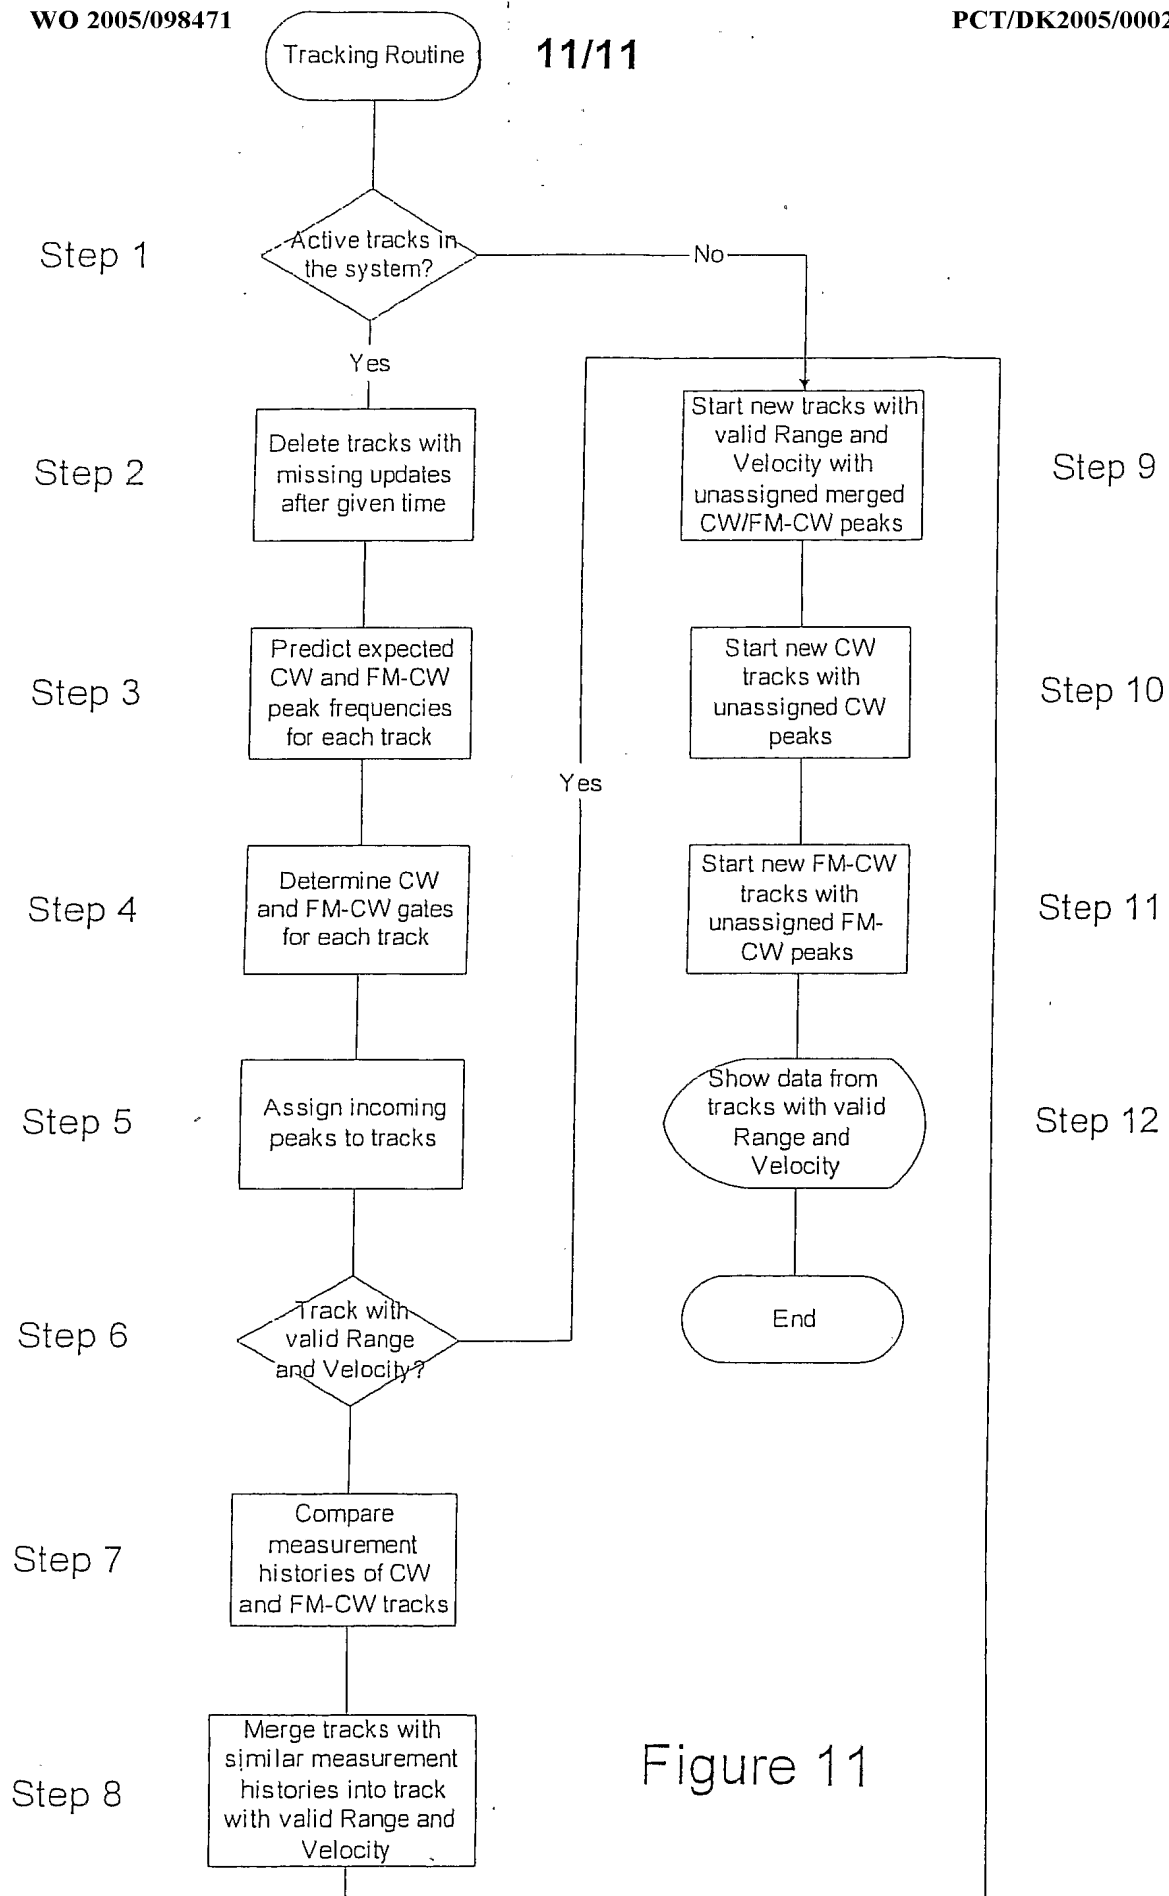 WO 2005/098471
PCT/DK2005/0002
11/11
Tracking Routine
Step 1
Active tracks in
the system?
No
Yes
Step 2
Delete tracks with
missing updates
after given time
Step 3
Predict expected
CW and FM-CW
peak frequencies
for each track
Step 4
Determine CW
and FM-CW gates
for each track
Step 5
Assign incoming
peaks to tracks
Step 6
Track with
valid Range
and Velocity?
Yes
Step 7
Compare
measurement
histories of CW
and FM-CW tracks
Step 8
Merge tracks with
similar measurement
histories into track
with valid Range and
Velocity
Start new tracks with
valid Range and
Velocity with
unassigned merged
CW/FM-CW peaks
Step 9
Start new CW
tracks with
unassigned CW
peaks
Step 10
Start new FM-CW
tracks with
unassigned FM-
CW peaks
Step 11
Show data from
tracks with valid
Range and
Velocity
Step 12
End
Figure 11